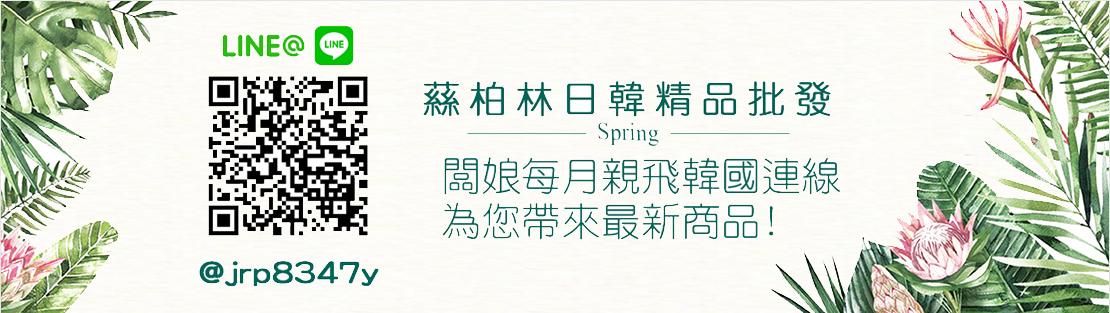 LINE@
LINE
@jrp8347y
蕬柏林日韓精品批發
Spring
闆娘每月親飛韓國連線
為您帶來最新商品!